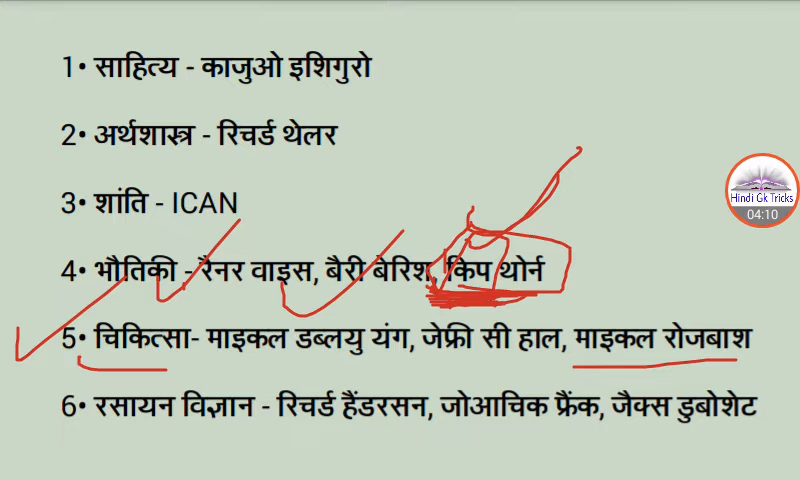 1• साहित्य - काजुओ इशिगुरो
2• अर्थशास्त्र - रिचर्ड थेलर
3• शांति - ICAN
4• भौतिकी - रैनर वाइस, बैरी बेरिश, किप थोर्न
5• चिकित्सा- माइकल डब्लयु यंग, जेफ्री सी हाल, माइकल रोजबाश
6• रसायन विज्ञान - रिचर्ड हैंडरसन, जोआचिक फ्रैंक, जैक्स डुबोशेट
Hindi Gk Tricks
04:10